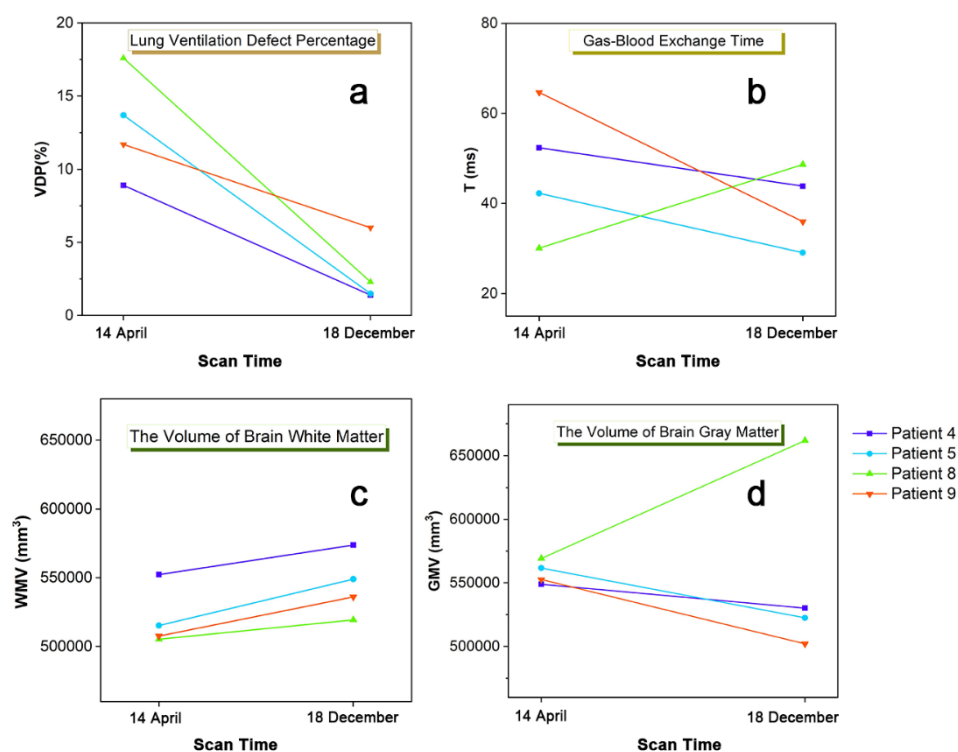 Lung Ventilation Defect Percentage
a
20
15
10
5
0
VDP(%)
14 April
18 December
Scan Time
Gas-Blood Exchange Time
b
80
60
40
20
T (ms)
14 April
18 December
Scan Time
The Volume of Brain White Matter
c
650000
600000
550000
500000
WMV (mm³)
14 April
18 December
Scan Time
The Volume of Brain Gray Matter
d
650000
600000
550000
500000
GMV (mm³)
14 April
18 December
Scan Time
Patient 4
Patient 5
Patient 8
Patient 9